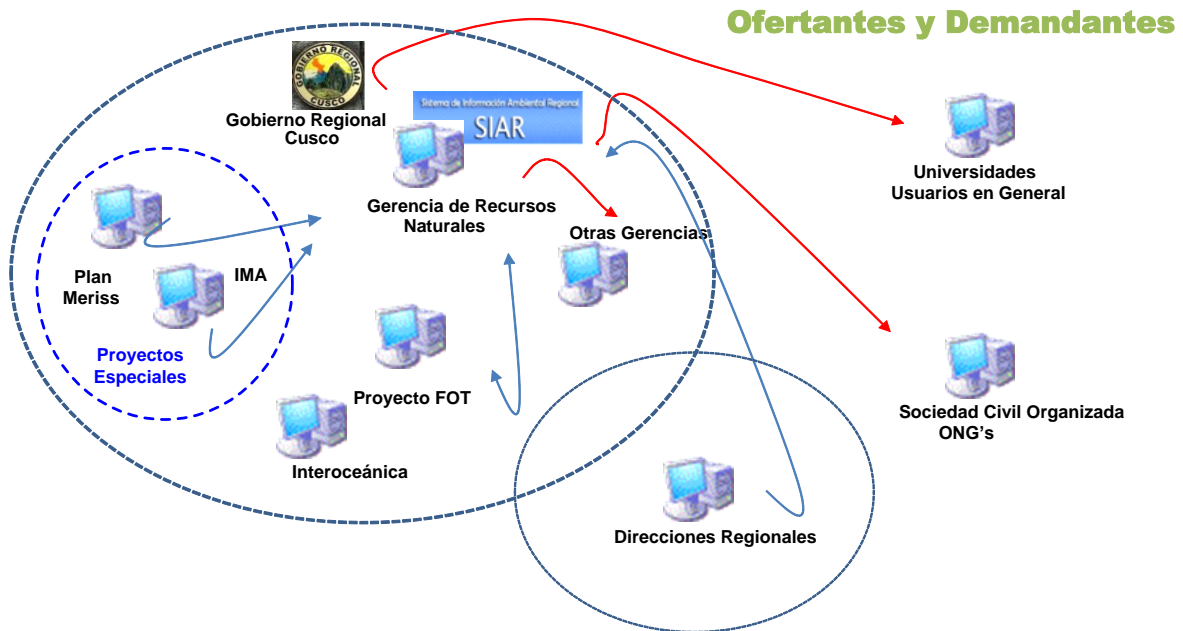 Ofertantes y Demandantes
GOBIERNO REGIONAL
CUSCO
Gobierno Regional
Cusco
Sistema de Información Ambiental Regional
SIAR
Gerencia de Recursos
Naturales
Otras Gerencias
Universidades
Usuarios en General
Plan
Meriss
IMA
Proyectos
Especiales
Proyecto FOT
Interoceánica
Sociedad Civil Organizada
ONG's
Direcciones Regionales